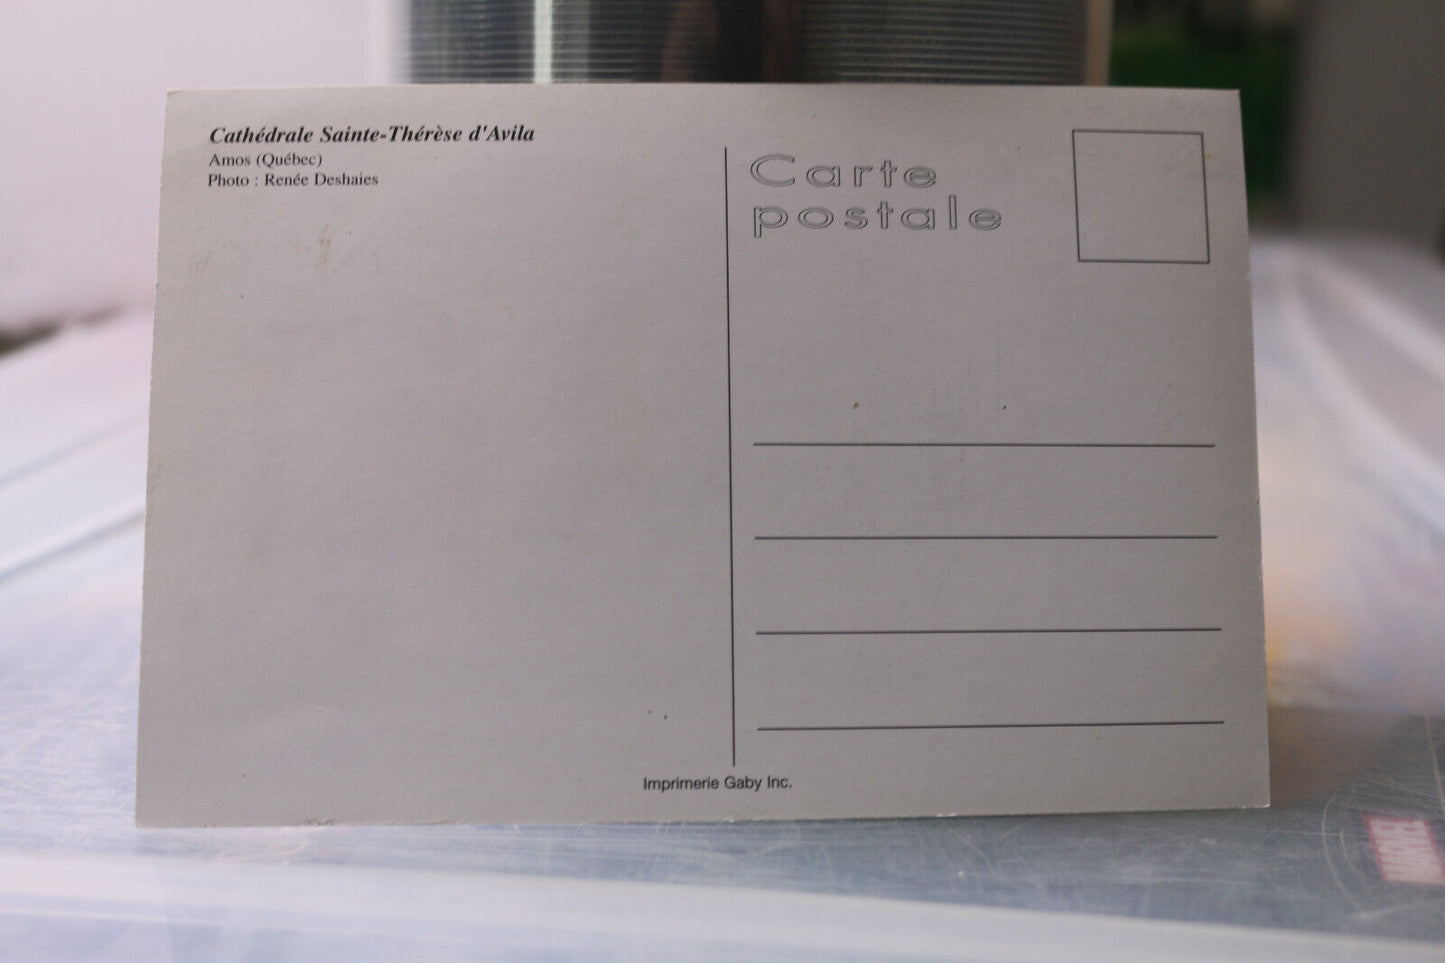 Cathédrale Sainte-Thérèse d'Avila
Amos (Québec)
Photo : Renée Deshaies
Carte
postale
Imprimerie Gaby Inc.